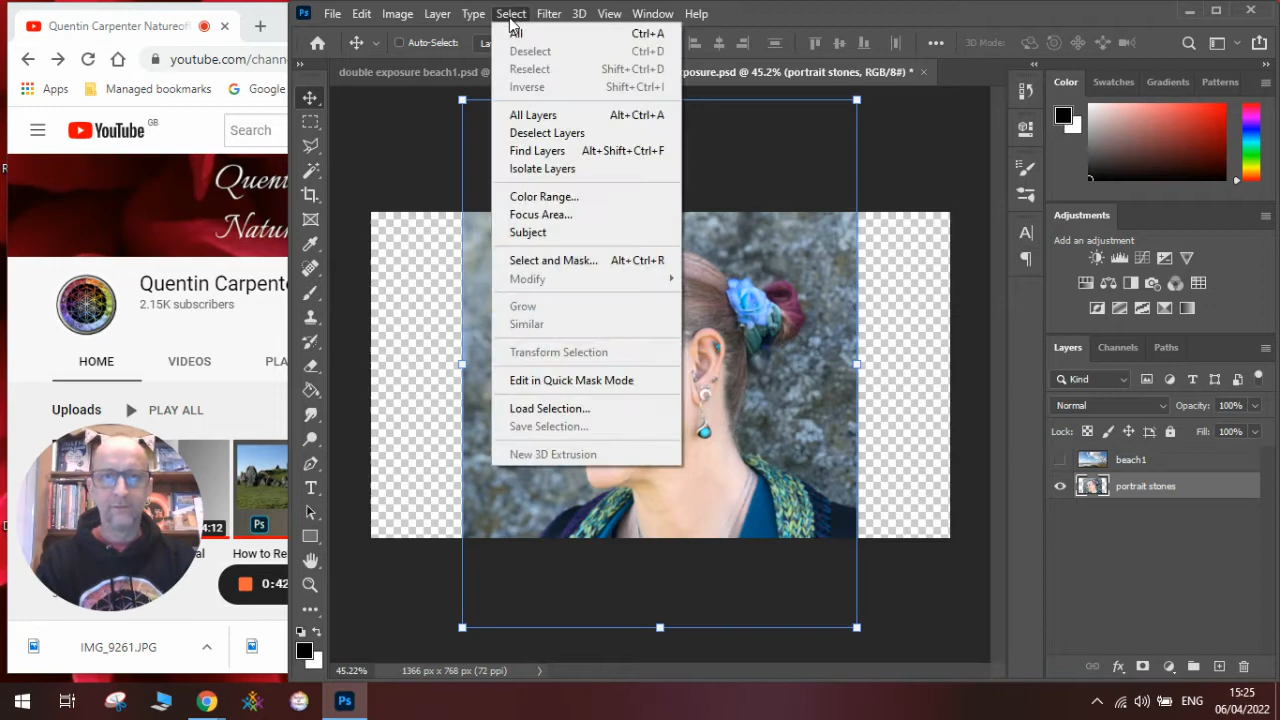 Quentin Carpenter Natureof
File Edit Image Layer Type Select Filter 3D View Window Help
youtube.com/chann
Auto-Select:
3D Mode:
Apps Managed bookmarks Google
double exposure beach1.psd @
xposure.psd @ 45.2% (portrait stones, RGB/8#) *
YouTube GB
Search
Quentin
Natur
Quentin Carpente
2.15K subscribers
HOME VIDEOS PLA
Uploads PLAY ALL
4:12
Ps
al
How to Re
0:42
IMG_9261.JPG
All Ctrl+A
Deselect Ctrl+D
Reselect Shift+Ctrl+D
Inverse Shift+Ctrl+I
All Layers Alt+Ctrl+A
Deselect Layers
Find Layers Alt+Shift+Ctrl+F
Isolate Layers
Color Range...
Focus Area...
Subject
Select and Mask... Alt+Ctrl+R
Modify
Grow
Similar
Transform Selection
Edit in Quick Mask Mode
Load Selection...
Save Selection...
New 3D Extrusion
Color Swatches Gradients Patterns
Adjustments
Add an adjustment
Layers Channels Paths
Kind
Normal Opacity: 100%
Lock: Fill: 100%
beach1
portrait stones
45.22% 1366 px x 768 px (72 ppi)
Ps
ENG
15:25
06/04/2022